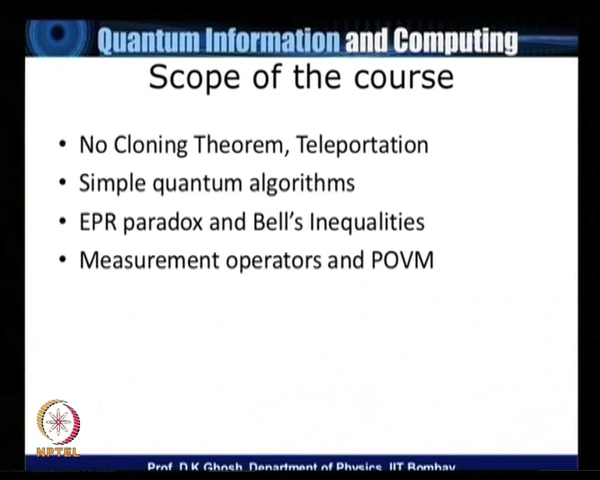 Quantum Information and Computing
Scope of the course
• No Cloning Theorem, Teleportation
• Simple quantum algorithms
• EPR paradox and Bell's Inequalities
• Measurement operators and POVM
NPTEL
Prof. D.K Ghosh, Department of Physics, IIT Bombay